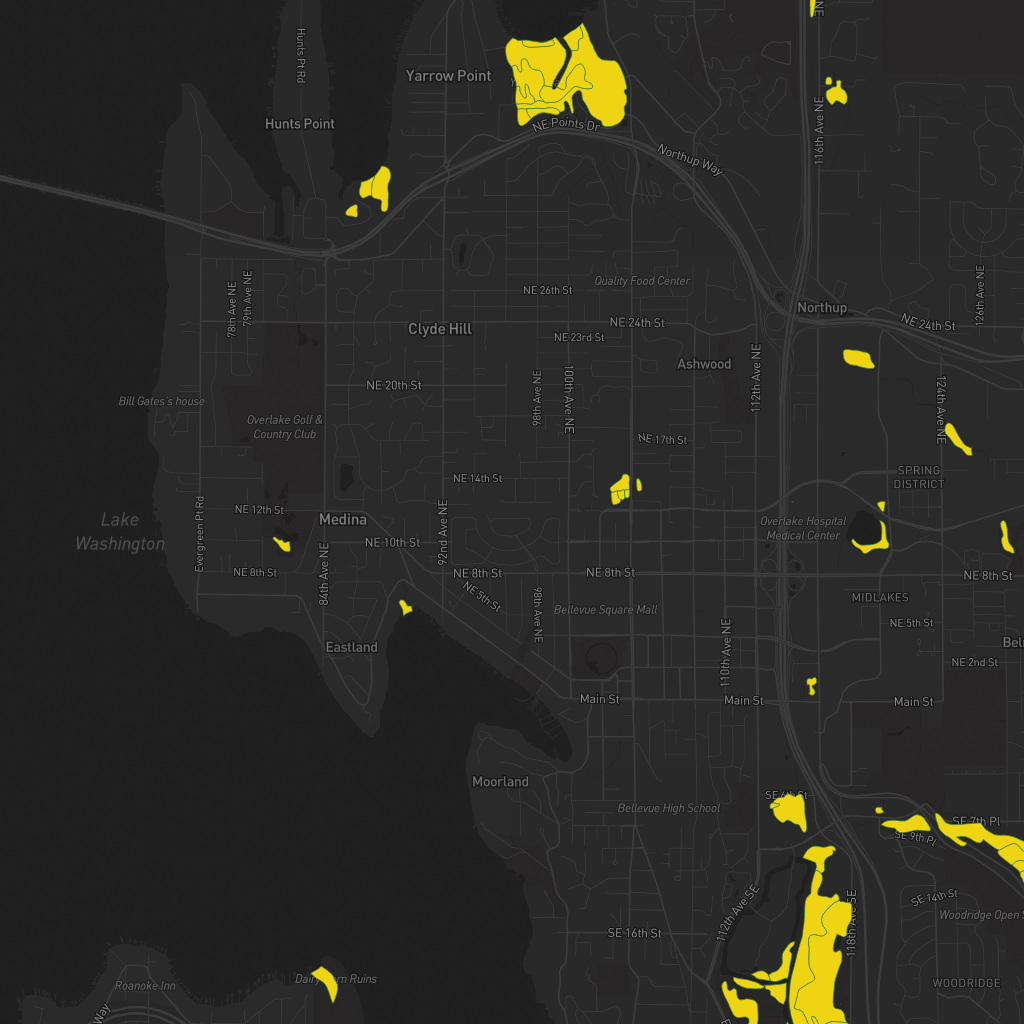 NE
Hunts Pt Rd
Yarrow Point
Hunts Point
NE Points Dr
116th Ave NE
Northup Way
78th Ave NE
79th Ave NE
Quality Food Center
NE 26th St
126th Ave NE
Northup
NE 24th St
NE 24th St
Clyde Hill
NE 23rd St
Ashwood
112th Ave NE
NE 20th St
98th Ave NE
100th Ave NE
124th Ave NE
Bill Gates's house
Overlake Golf &
Country Club
NE 17th St
SPRING
DISTRICT
NE 14th St
Evergreen Pt Rd
NE 12th St
Medina
Lake
Washington
92nd Ave NE
Overlake Hospital
Medical Center
NE 10th St
84th Ave NE
NE 8th St
NE 8th St
NE 8th St
NE 8th St
NE 5th St
98th Ave NE
Bellevue Square Mall
MIDLAKES
NE 5th St
Eastland
110th Ave NE
NE 2nd St
Main St
Main St
Main St
Moorland
SE 6th St
Bellevue High School
SE 7th Pl
SE 9th Pl
112th Ave SE
118th Ave SE
SE 14th St
Woodridge Open S
SE 16th St
Roanoke Inn
WOODRIDGE
Way